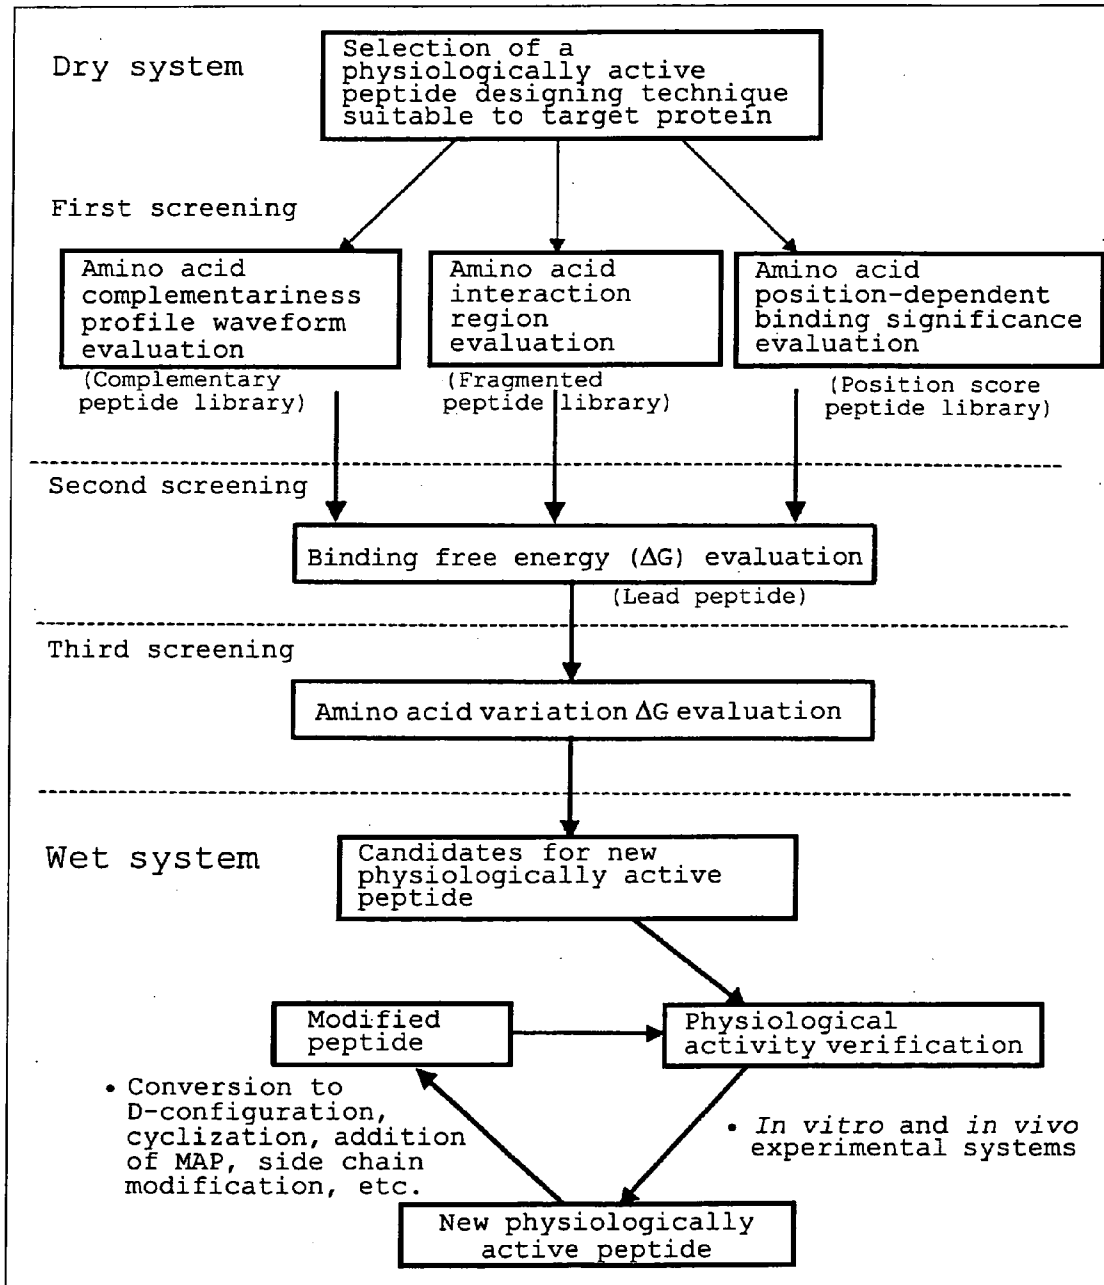 Dry system
Selection of a
physiologically active
peptide designing technique
suitable to target protein
First screening
Amino acid
complementariness
profile waveform
evaluation
(Complementary
peptide library)
Amino acid
interaction
region
evaluation
(Fragmented
peptide library)
Amino acid
position-dependent
binding significance
evaluation
(Position score
peptide library)
Second screening
Binding free energy (ΔG) evaluation
(Lead peptide)
Third screening
Amino acid variation ΔG evaluation
Wet system
Candidates for new
physiologically active
peptide
Modified
peptide
Physiological
activity verification
• Conversion to
D-configuration,
cyclization, addition
of MAP, side chain
modification, etc.
• In vitro and in vivo
experimental systems
New physiologically
active peptide